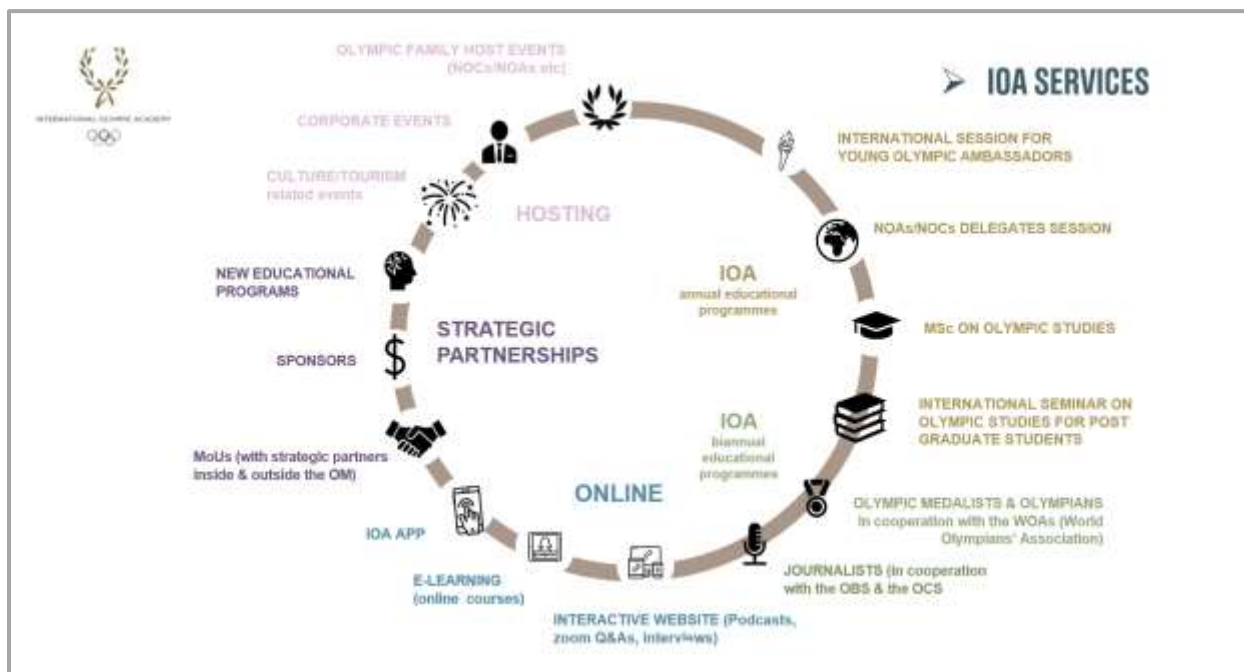 INTERNATIONAL OLYMPIC ACADEMY
IOA SERVICES
OLYMPIC FAMILY HOST EVENTS
(NOCs/NOAs etc)
CORPORATE EVENTS
CULTURE/TOURISM
related events
HOSTING
INTERNATIONAL SESSION FOR
YOUNG OLYMPIC AMBASSADORS
NOAs/NOCs DELEGATES SESSION
IOA
annual educational
programmes
MSc ON OLYMPIC STUDIES
INTERNATIONAL SEMINAR ON
OLYMPIC STUDIES FOR POST
GRADUATE STUDENTS
NEW EDUCATIONAL
PROGRAMS
STRATEGIC
PARTNERSHIPS
SPONSORS
$
MoUs (with strategic partners
inside & outside the OM)
IOA
biannual
educational
programmes
OLYMPIC MEDALISTS & OLYMPIANS
in cooperation with the WOAs (World
Olympians' Association)
JOURNALISTS (in cooperation
with the OBS & the OCS
ONLINE
IOA APP
E-LEARNING
(online courses)
INTERACTIVE WEBSITE (Podcasts,
zoom Q&As, interviews)